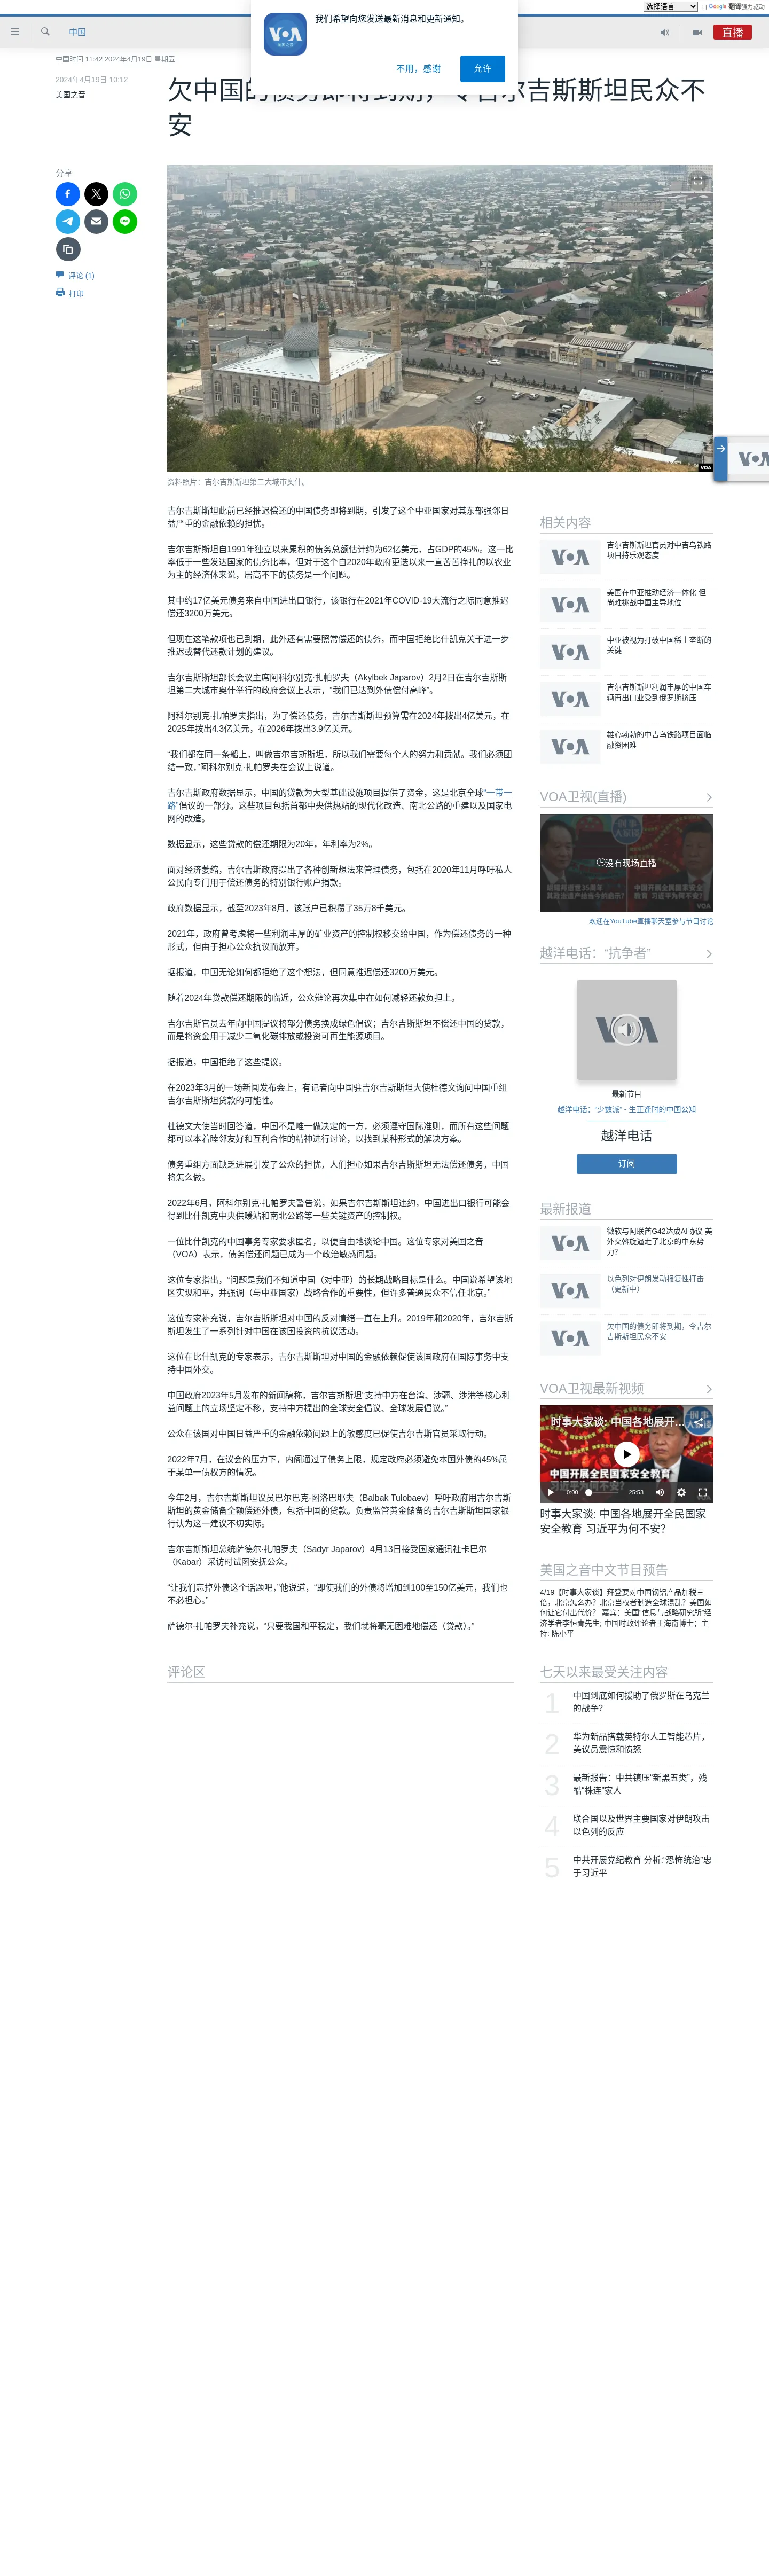 选择语言 由 Google 翻译强力驱动
我们希望向您发送最新消息和更新通知。
不用，感谢
允许
中国
直播
中国时间 11:42 2024年4月19日 星期五
2024年4月19日 10:12
美国之音
欠中国的债务即将到期，令吉尔吉斯斯坦民众不
安
分享
评论 (1)
打印
VOA
资料照片：吉尔吉斯斯坦第二大城市奥什。
吉尔吉斯斯坦此前已经推迟偿还的中国债务即将到期，引发了这个中亚国家对其东部强邻日
益严重的金融依赖的担忧。
吉尔吉斯斯坦自1991年独立以来累积的债务总额估计约为62亿美元，占GDP的45%。这一比
率低于一些发达国家的债务比率，但对于这个自2020年政府更迭以来一直苦苦挣扎的以农业
为主的经济体来说，居高不下的债务是一个问题。
其中约17亿美元债务来自中国进出口银行，该银行在2021年COVID-19大流行之际同意推迟
偿还3200万美元。
但现在这笔款项也已到期，此外还有需要照常偿还的债务，而中国拒绝比什凯克关于进一步
推迟或替代还款计划的建议。
吉尔吉斯斯坦部长会议主席阿科尔别克·扎帕罗夫（Akylbek Japarov）2月2日在吉尔吉斯斯
坦第二大城市奥什举行的政府会议上表示，“我们已达到外债偿付高峰”。
阿科尔别克·扎帕罗夫指出，为了偿还债务，吉尔吉斯斯坦预算需在2024年拨出4亿美元，在
2025年拨出4.3亿美元，在2026年拨出3.9亿美元。
“我们都在同一条船上，叫做吉尔吉斯斯坦，所以我们需要每个人的努力和贡献。我们必须团
结一致，”阿科尔别克·扎帕罗夫在会议上说道。
吉尔吉斯政府数据显示，中国的贷款为大型基础设施项目提供了资金，这是北京全球“一带一
路”倡议的一部分。这些项目包括首都中央供热站的现代化改造、南北公路的重建以及国家电
网的改造。
数据显示，这些贷款的偿还期限为20年，年利率为2%。
面对经济萎缩，吉尔吉斯政府提出了各种创新想法来管理债务，包括在2020年11月呼吁私人
公民向专门用于偿还债务的特别银行账户捐款。
政府数据显示，截至2023年8月，该账户已积攒了35万8千美元。
2021年，政府曾考虑将一些利润丰厚的矿业资产的控制权移交给中国，作为偿还债务的一种
形式，但由于担心公众抗议而放弃。
据报道，中国无论如何都拒绝了这个想法，但同意推迟偿还3200万美元。
随着2024年贷款偿还期限的临近，公众辩论再次集中在如何减轻还款负担上。
吉尔吉斯官员去年向中国提议将部分债务换成绿色倡议；吉尔吉斯斯坦不偿还中国的贷款，
而是将资金用于减少二氧化碳排放或投资可再生能源项目。
据报道，中国拒绝了这些提议。
在2023年3月的一场新闻发布会上，有记者向中国驻吉尔吉斯斯坦大使杜德文询问中国重组
吉尔吉斯斯坦贷款的可能性。
杜德文大使当时回答道，中国不是唯一做决定的一方，必须遵守国际准则，而所有这些问题
都可以本着睦邻友好和互利合作的精神进行讨论，以找到某种形式的解决方案。
债务重组方面缺乏进展引发了公众的担忧，人们担心如果吉尔吉斯斯坦无法偿还债务，中国
将怎么做。
2022年6月，阿科尔别克·扎帕罗夫警告说，如果吉尔吉斯斯坦违约，中国进出口银行可能会
得到比什凯克中央供暖站和南北公路等一些关键资产的控制权。
一位比什凯克的中国事务专家要求匿名，以便自由地谈论中国。这位专家对美国之音
（VOA）表示，债务偿还问题已成为一个政治敏感问题。
这位专家指出，“问题是我们不知道中国（对中亚）的长期战略目标是什么。中国说希望该地
区实现和平，并强调（与中亚国家）战略合作的重要性，但许多普通民众不信任北京。”
这位专家补充说，吉尔吉斯斯坦对中国的反对情绪一直在上升。2019年和2020年，吉尔吉斯
斯坦发生了一系列针对中国在该国投资的抗议活动。
这位在比什凯克的专家表示，吉尔吉斯斯坦对中国的金融依赖促使该国政府在国际事务中支
持中国外交。
中国政府2023年5月发布的新闻稿称，吉尔吉斯斯坦“支持中方在台湾、涉疆、涉港等核心利
益问题上的立场坚定不移，支持中方提出的全球安全倡议、全球发展倡议。”
公众在该国对中国日益严重的金融依赖问题上的敏感度已促使吉尔吉斯官员采取行动。
2022年7月，在议会的压力下，内阁通过了债务上限，规定政府必须避免本国外债的45%属
于某单一债权方的情况。
今年2月，吉尔吉斯斯坦议员巴尔巴克·图洛巴耶夫（Balbak Tulobaev）呼吁政府用吉尔吉斯
斯坦的黄金储备全额偿还外债，包括中国的贷款。负责监管黄金储备的吉尔吉斯斯坦国家银
行认为这一建议不切实际。
吉尔吉斯斯坦总统萨德尔·扎帕罗夫（Sadyr Japarov）4月13日接受国家通讯社卡巴尔
（Kabar）采访时试图安抚公众。
“让我们忘掉外债这个话题吧，”他说道，“即使我们的外债将增加到100至150亿美元，我们也
不必担心。”
萨德尔·扎帕罗夫补充说，“只要我国和平稳定，我们就将毫无困难地偿还（贷款）。”
评论区
相关内容
吉尔吉斯斯坦官员对中吉乌铁路
项目持乐观态度
美国在中亚推动经济一体化 但
尚难挑战中国主导地位
中亚被视为打破中国稀土垄断的
关键
吉尔吉斯斯坦利润丰厚的中国车
辆再出口业受到俄罗斯挤压
雄心勃勃的中吉乌铁路项目面临
融资困难
VOA卫视(直播)
没有现场直播
欢迎在YouTube直播聊天室参与节目讨论
越洋电话：“抗争者”
最新节目
越洋电话：“少数派” - 生正逢时的中国公知
越洋电话
订阅
最新报道
微软与阿联酋G42达成AI协议 美
外交斡旋逼走了北京的中东势
力？
以色列对伊朗发动报复性打击
（更新中）
欠中国的债务即将到期，令吉尔
吉斯斯坦民众不安
VOA卫视最新视频
时事大家谈: 中国各地展开…
中国开展全民国家安全教育
0:00 25:53
时事大家谈: 中国各地展开全民国家
安全教育 习近平为何不安？
美国之音中文节目预告
4/19【时事大家谈】拜登要对中国钢铝产品加税三
倍，北京怎么办？北京当权者制造全球混乱？美国如
何让它付出代价？ 嘉宾：美国“信息与战略研究所”经
济学者李恒青先生; 中国时政评论者王海南博士；主
持: 陈小平
七天以来最受关注内容
1 中国到底如何援助了俄罗斯在乌克兰
的战争？
2 华为新品搭载英特尔人工智能芯片，
美议员震惊和愤怒
3 最新报告：中共镇压“新黑五类”，残
酷“株连”家人
4 联合国以及世界主要国家对伊朗攻击
以色列的反应
5 中共开展党纪教育 分析:“恐怖统治”忠
于习近平